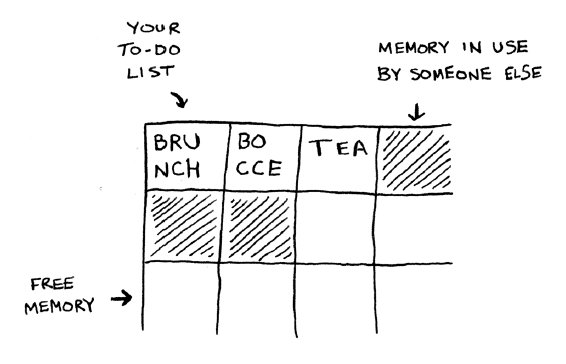 YOUR
TO-DO
LIST
MEMORY IN USE
BY SOMEONE ELSE
BRU
NCH
BO
CCE
TEA
FREE
MEMORY